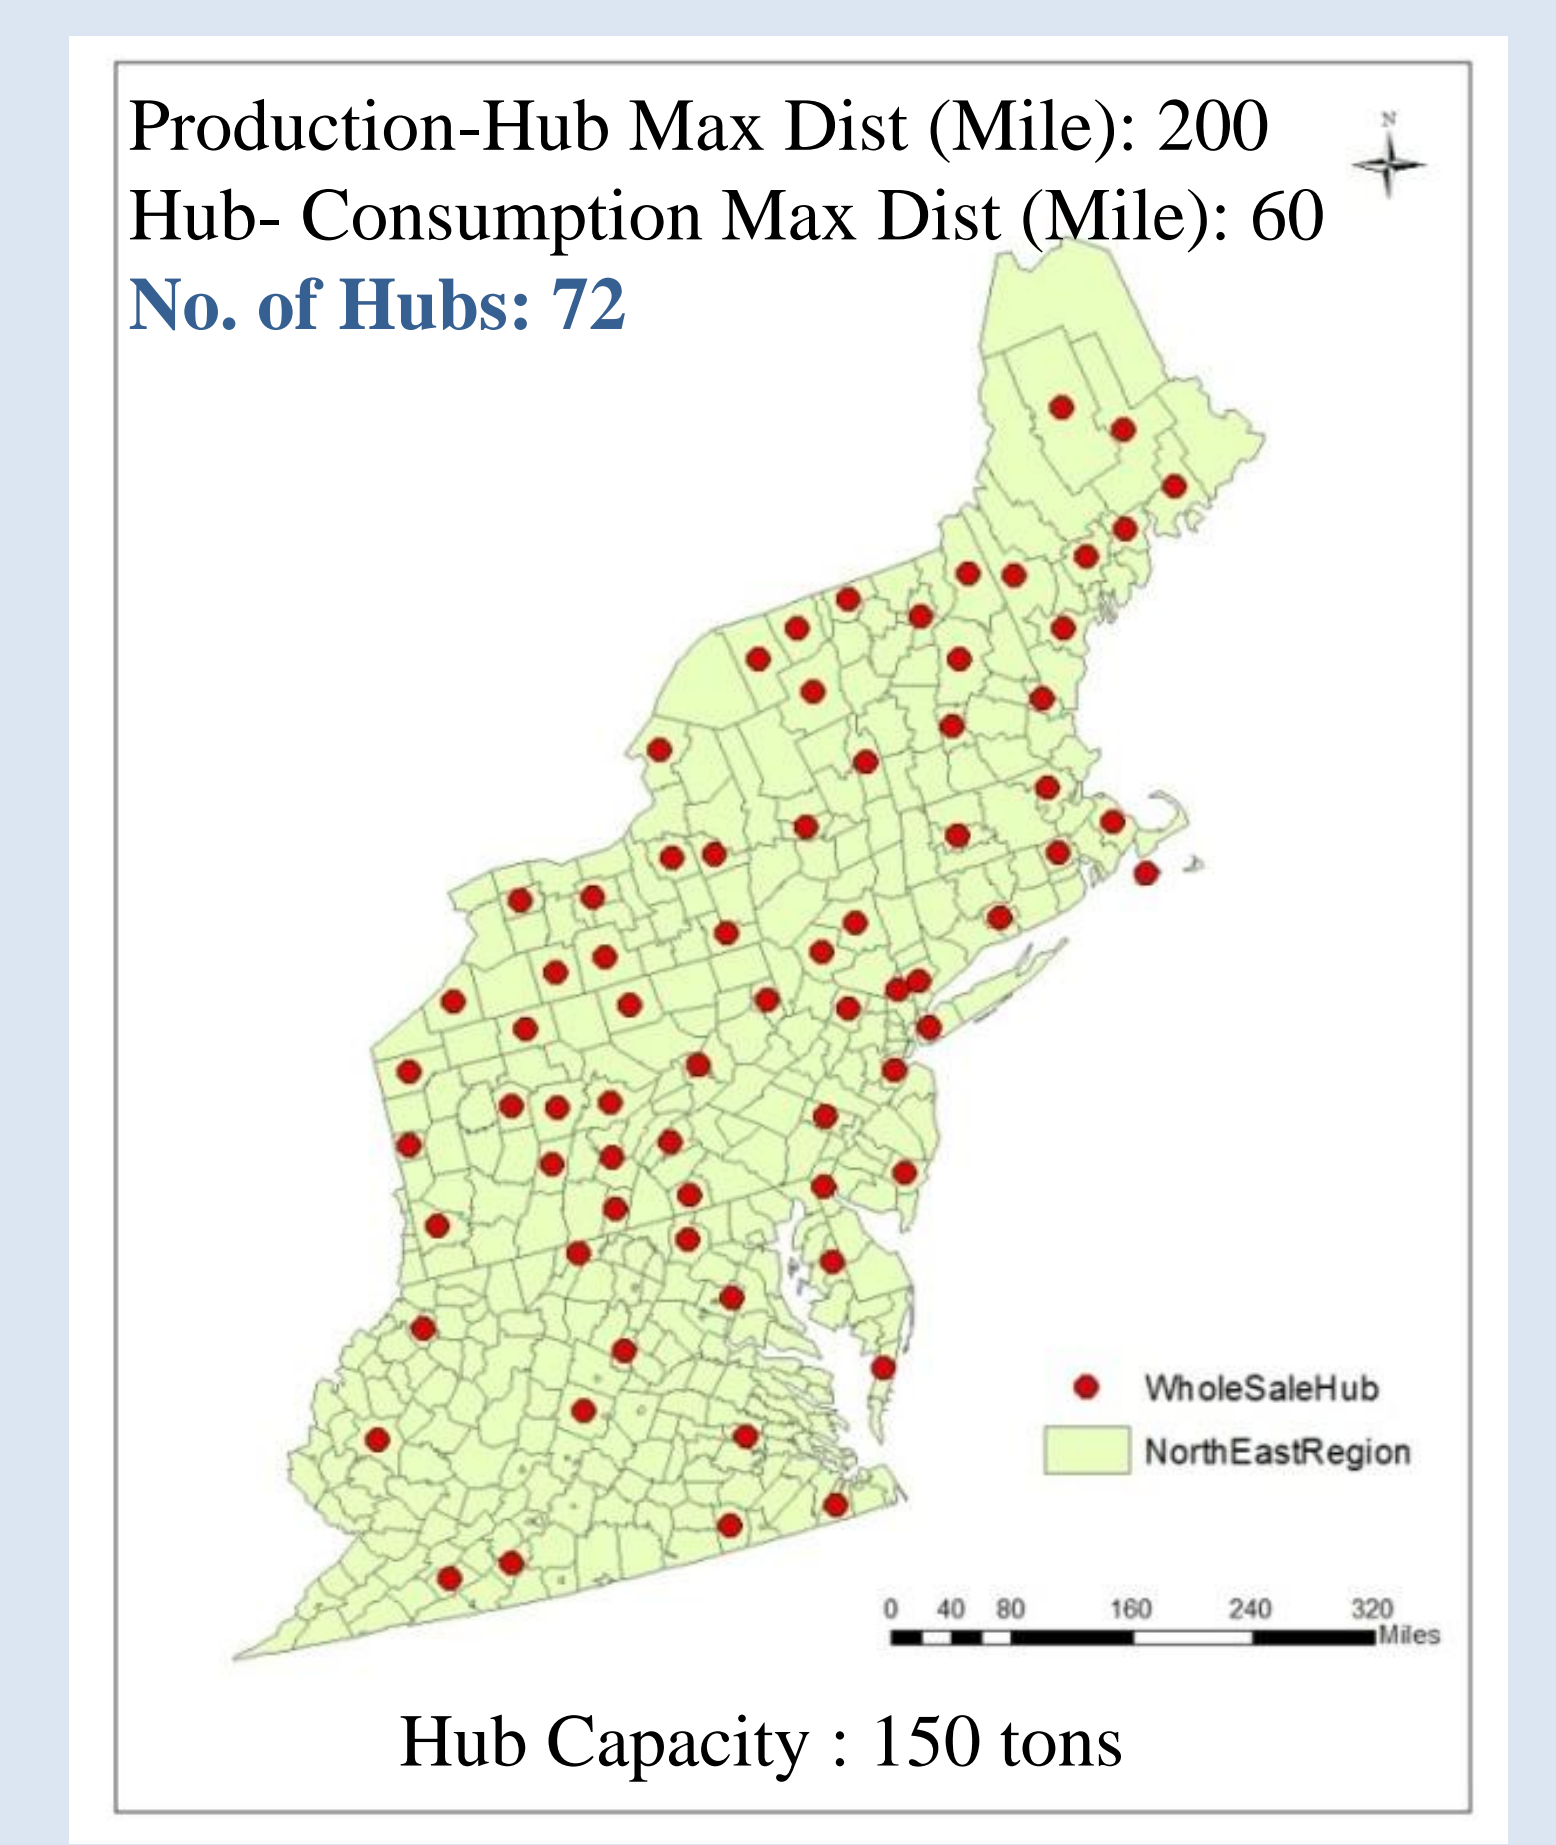 Production-Hub Max Dist (Mile): 200
N
Hub- Consumption Max Dist (Mile): 60
No. of Hubs: 72
WholeSaleHub
NorthEastRegion
0 40 80 160 240 320
Miles
Hub Capacity : 150 tons